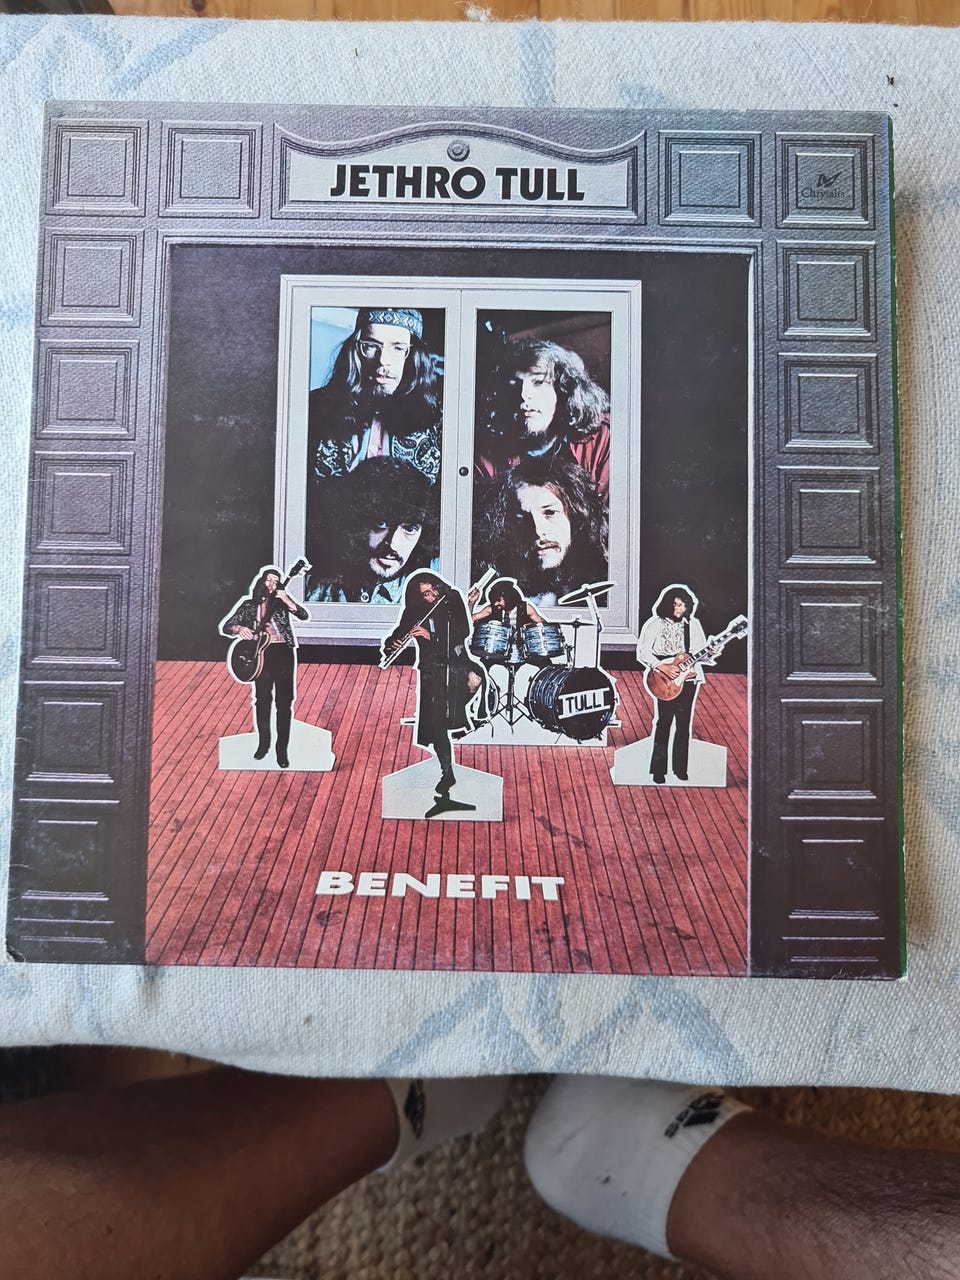 JETHRO TULL
Chrysalis
TULL
BENEFIT